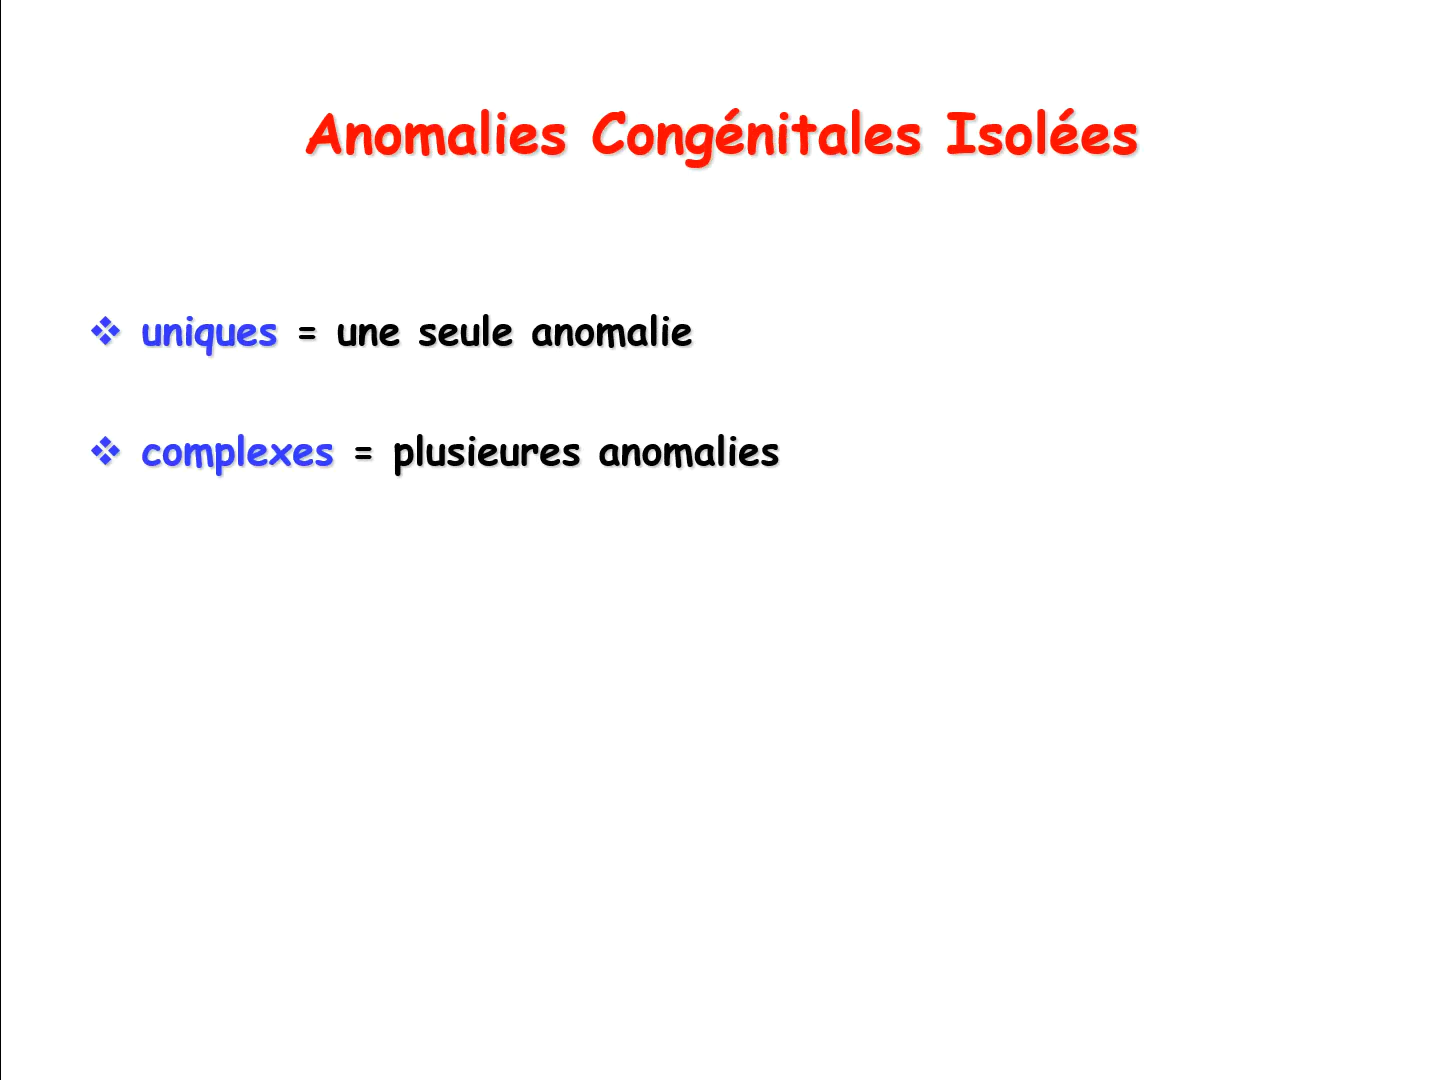 Anomalies Congénitales Isolées
❖ uniques = une seule anomalie
❖ complexes = plusieures anomalies